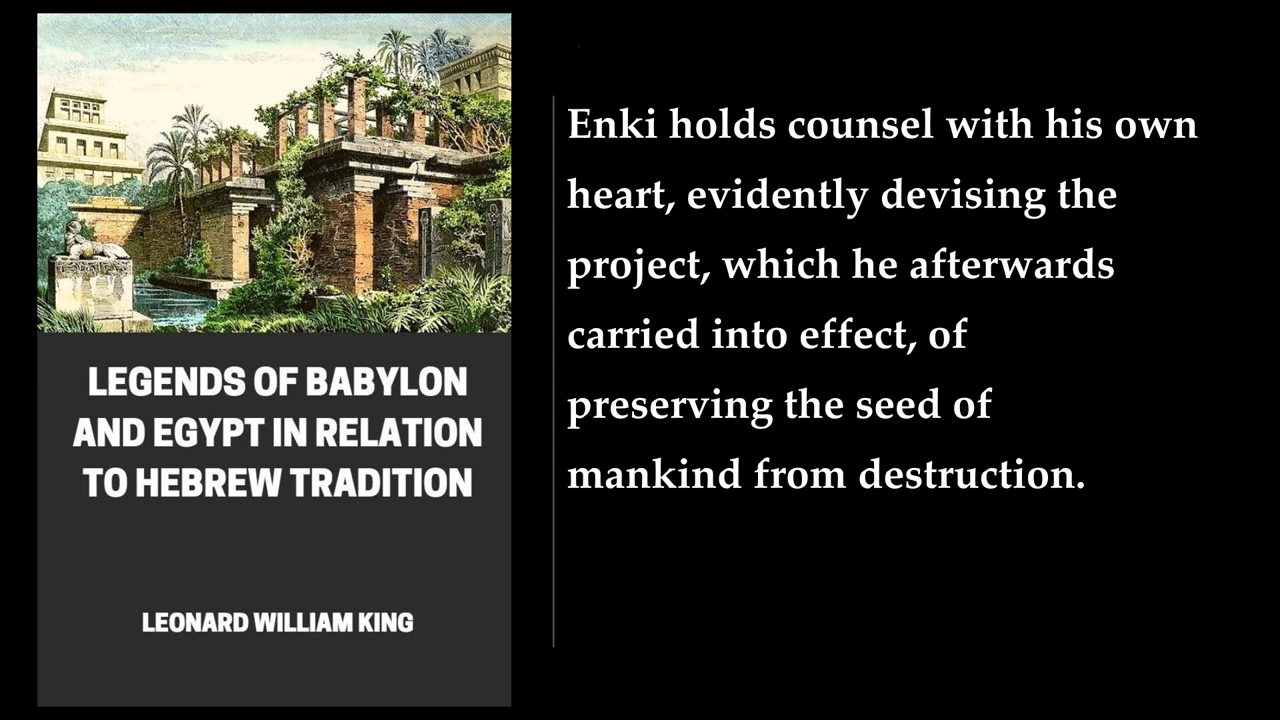 LEGENDS OF BABYLON
AND EGYPT IN RELATION
TO HEBREW TRADITION
LEONARD WILLIAM KING
Enki holds counsel with his own
heart, evidently devising the
project, which he afterwards
carried into effect, of
preserving the seed of
mankind from destruction.